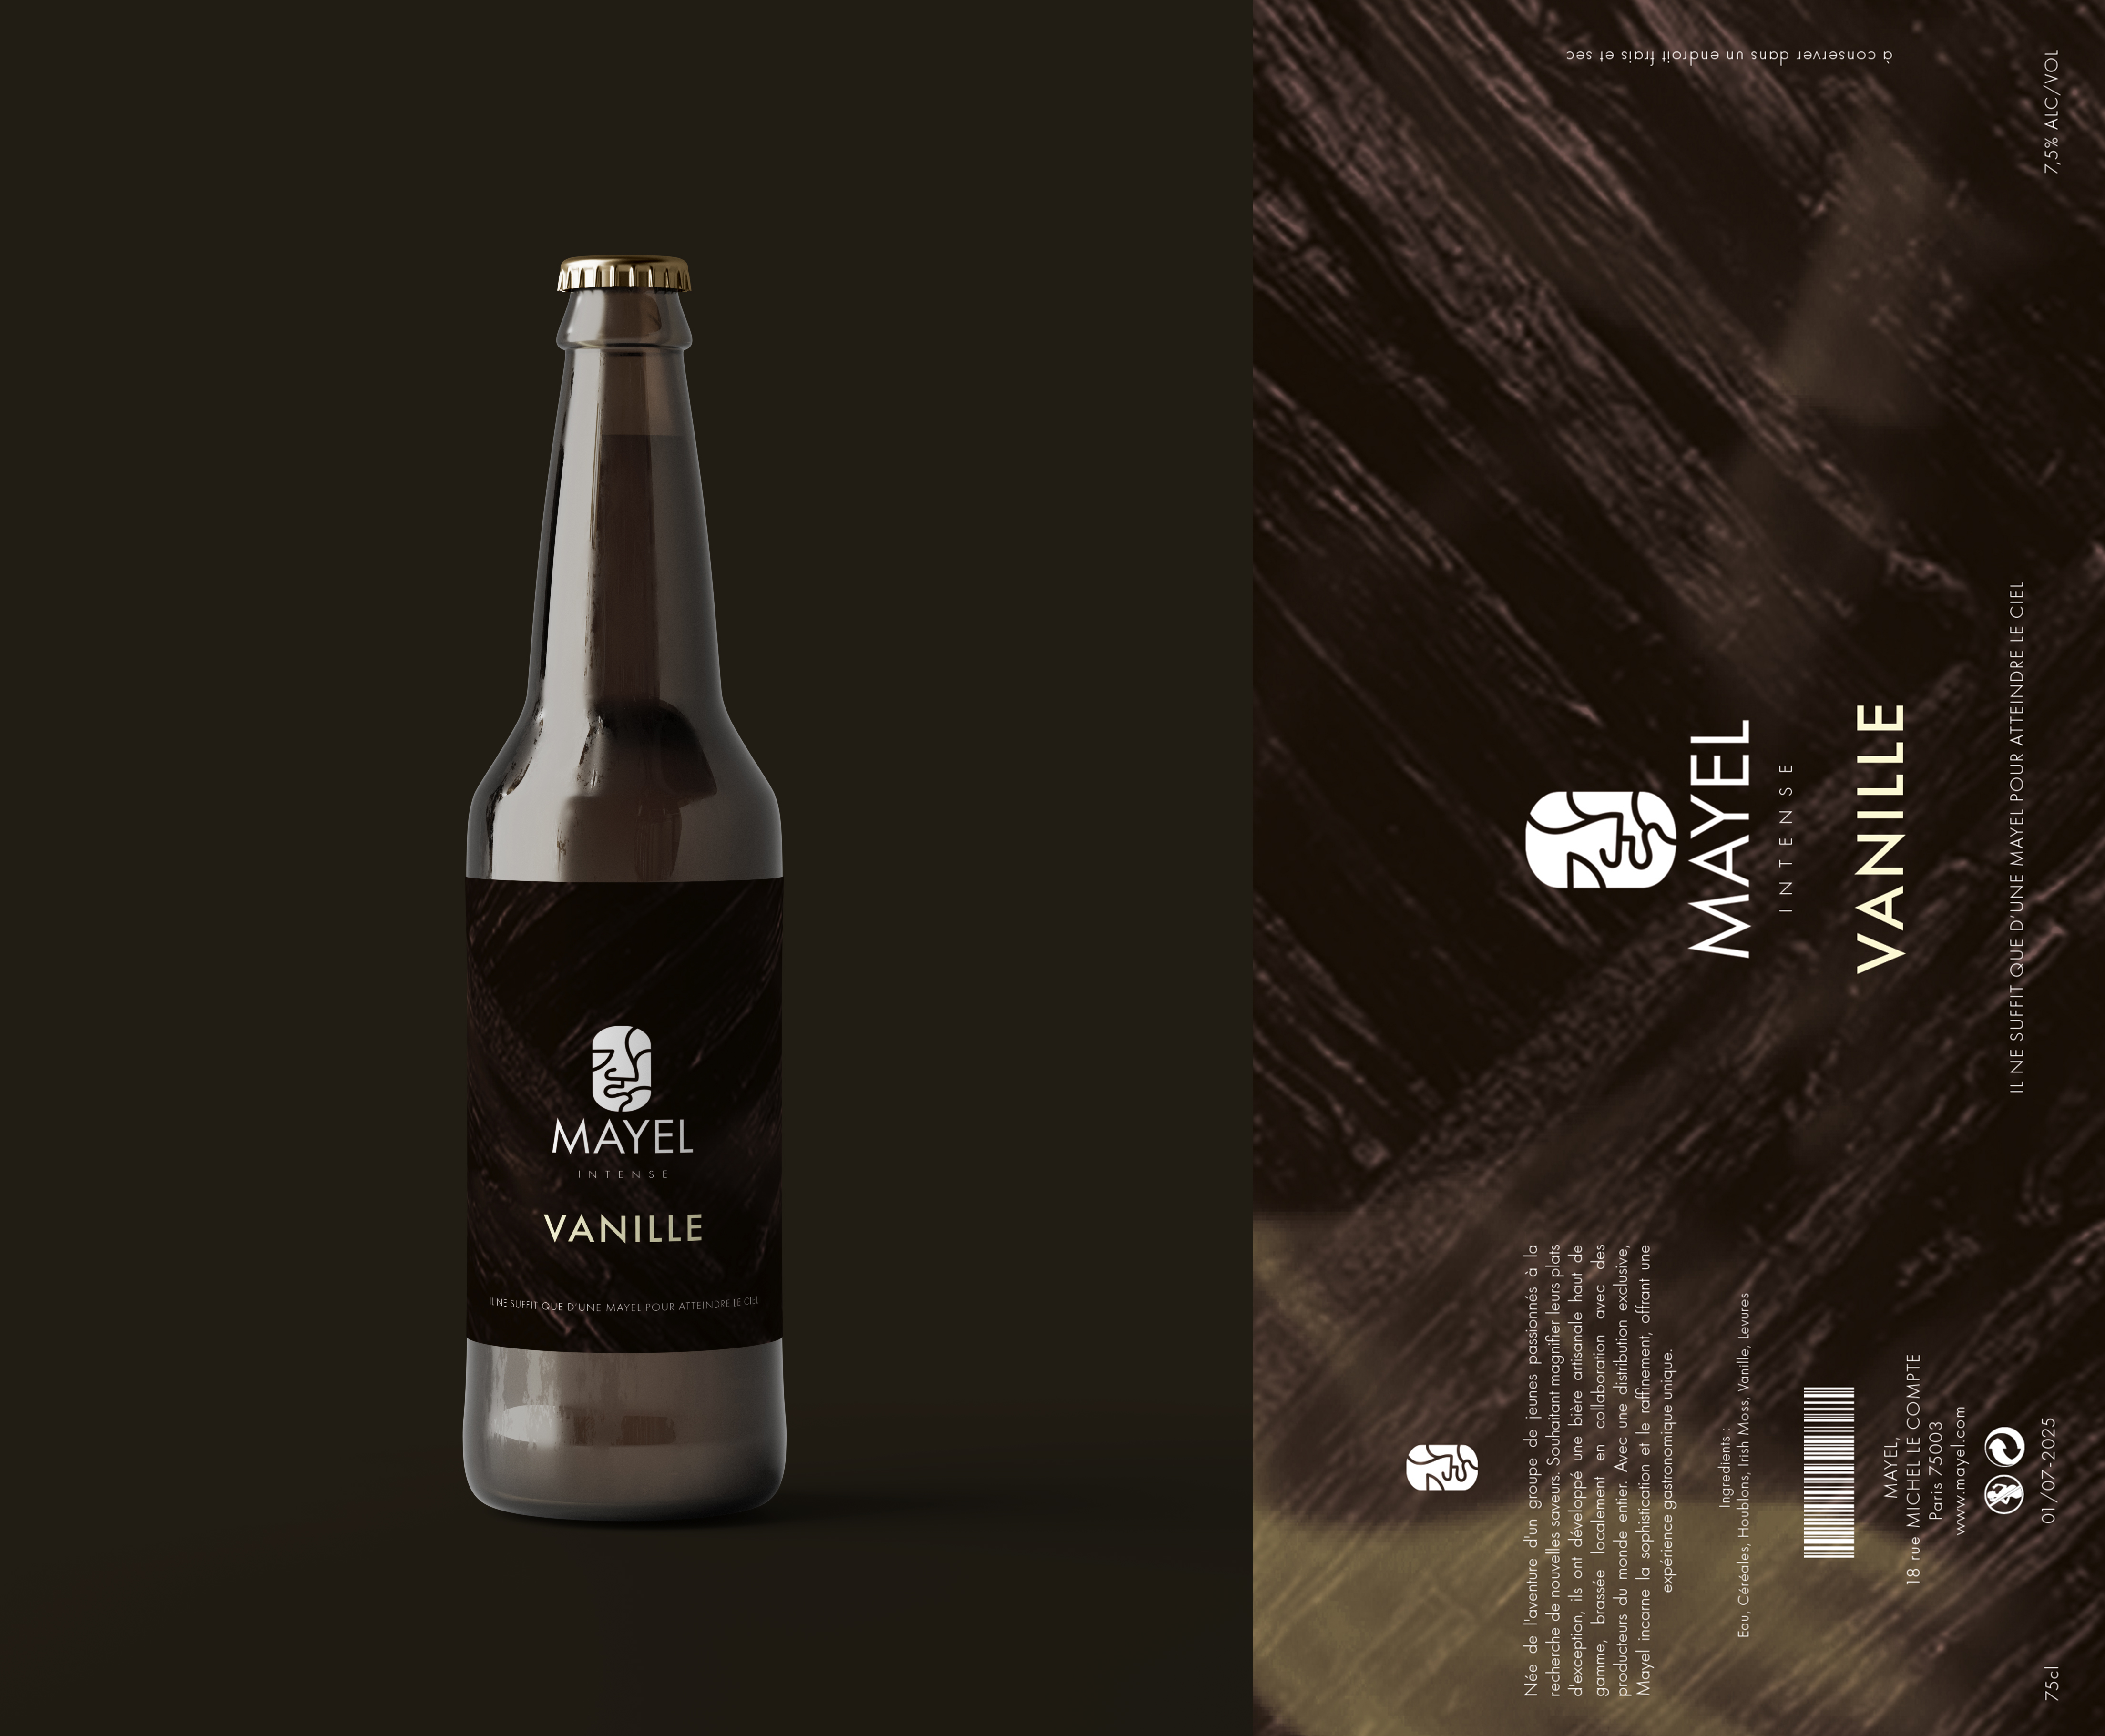 MAYEL
INTENSE
VANILLE
IL NE SUFFIT QUE D'UNE MAYEL POUR ATTEINDRE LE CIEL
à conserver dans un endroit frais et sec
7,5% ALC/VOL
MAYEL
INTENSE
VANILLE
IL NE SUFFIT QUE D'UNE MAYEL POUR ATTEINDRE LE CIEL
Née de l'aventure d'un groupe de jeunes passionnés à la
recherche de nouvelles saveurs. Souhaitant magnifier leurs plats
d'exception, ils ont développé une bière artisanale haut de
gamme, brassée localement en collaboration avec des
producteurs du monde entier. Avec une distribution exclusive,
Mayel incarne la sophistication et le raffinement, offrant une
expérience gastronomique unique.
Ingredients :
Eau, Céréales, Houblons, Irish Moss, Vanille, Levures
MAYEL,
18 rue MICHEL LE COMPTE
Paris 75003
www.mayel.com
01/07-2025
75cl